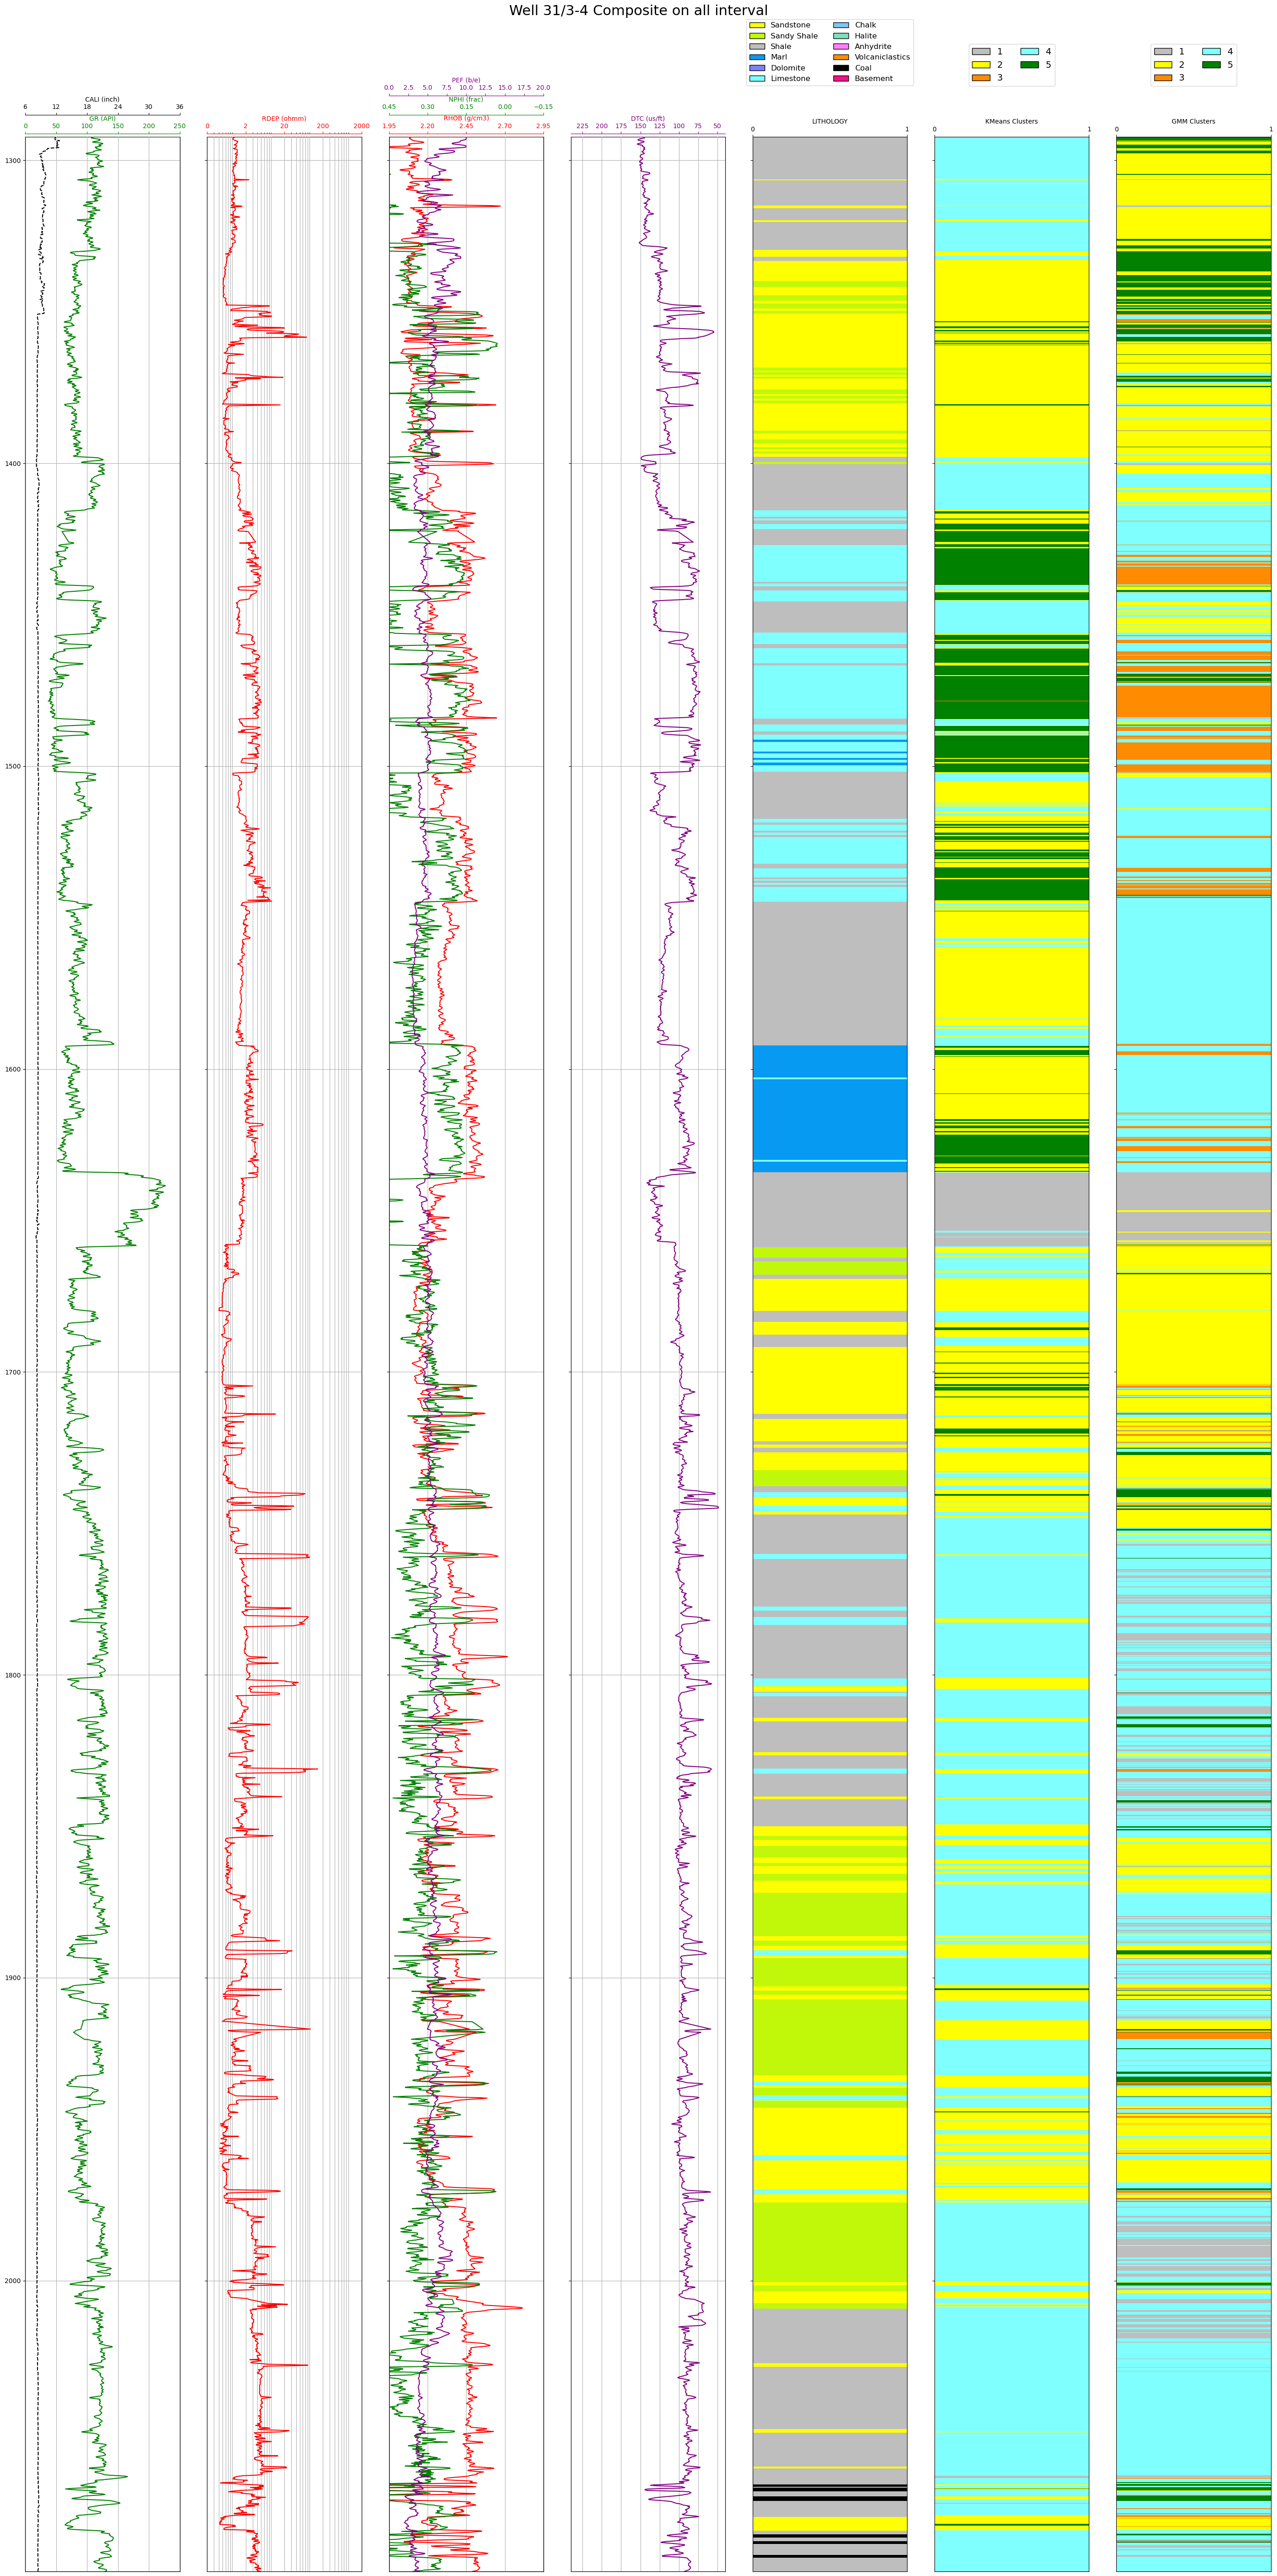 Well 31/3-4 Composite on all interval
Sandstone Chalk
Sandy Shale Halite
Shale Anhydrite
Marl Volcaniclastics
Dolomite Coal
Limestone Basement
1 4
2 5
3
1 4
2 5
3
PEF (b/e)
0.0 2.5 5.0 7.5 10.0 12.5 15.0 17.5 20.0
CALI (inch)
6 12 18 24 30 36
NPHI (frac)
0.45 0.30 0.15 0.00 −0.15
GR (API)
0 50 100 150 200 250
RDEP (ohmm)
0 2 20 200 2000
RHOB (g/cm3)
1.95 2.20 2.45 2.70 2.95
DTC (us/ft)
225 200 175 150 125 100 75 50
LITHOLOGY
0 1
KMeans Clusters
0 1
GMM Clusters
0 1
1300
1400
1500
1600
1700
1800
1900
2000